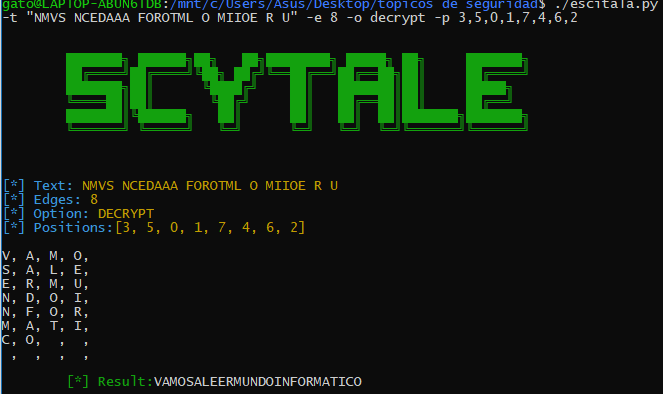 gato@LAPTOP-ABUN6TDB:/mnt/c/Users/Asus/Desktop/topicos de seguridad$ ./escitala.py
-t "NMVS NCEDAAA FOROTML O MIIOE R U" -e 8 -o decrypt -p 3,5,0,1,7,4,6,2
SCYTALE
[*] Text: NMVS NCEDAAA FOROTML O MIIOE R U
[*] Edges: 8
[*] Option: DECRYPT
[*] Positions:[3, 5, 0, 1, 7, 4, 6, 2]
V, A, M, O,
S, A, L, E,
E, R, M, U,
N, D, O, I,
N, F, O, R,
M, A, T, I,
C, O,  ,  ,
 ,  ,  ,  ,
[*] Result:VAMOSALEERMUNDOINFORMATICO